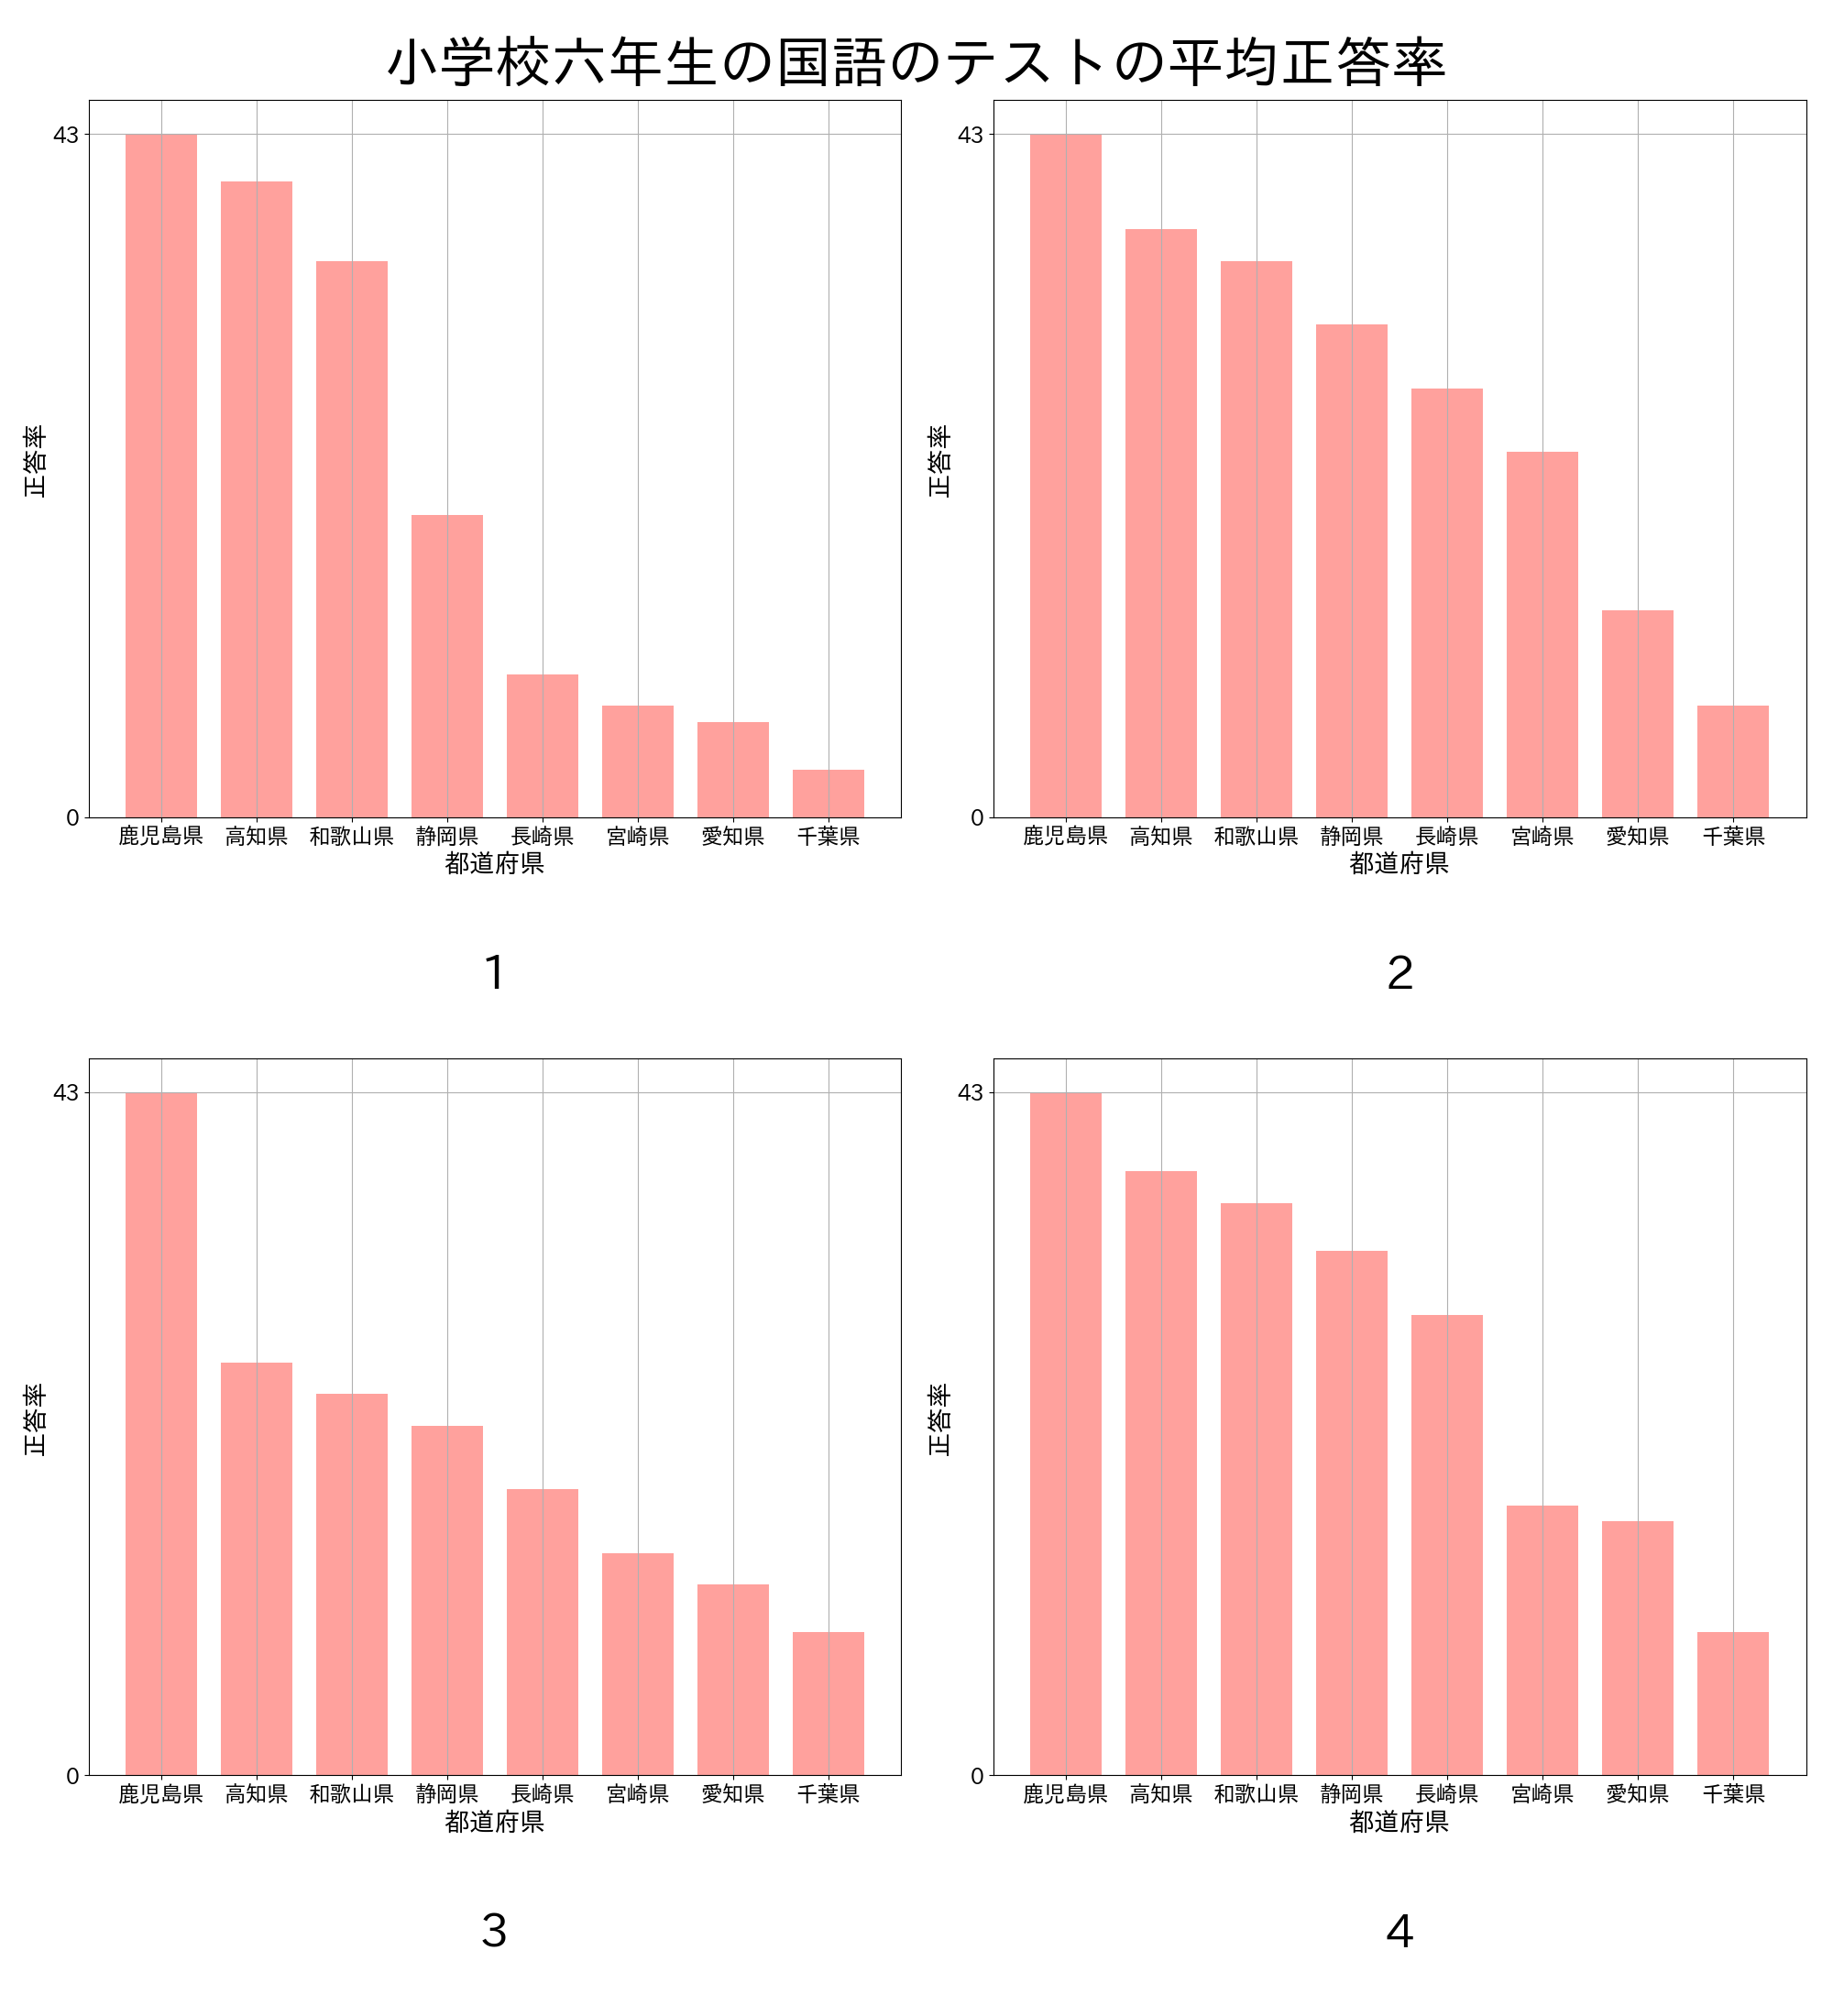 小学校六年生の国語のテストの平均正答率
43
0
正答率
鹿児島県 高知県 和歌山県 静岡県 長崎県 宮崎県 愛知県 千葉県
都道府県
1
43
0
正答率
鹿児島県 高知県 和歌山県 静岡県 長崎県 宮崎県 愛知県 千葉県
都道府県
2
43
0
正答率
鹿児島県 高知県 和歌山県 静岡県 長崎県 宮崎県 愛知県 千葉県
都道府県
3
43
0
正答率
鹿児島県 高知県 和歌山県 静岡県 長崎県 宮崎県 愛知県 千葉県
都道府県
4